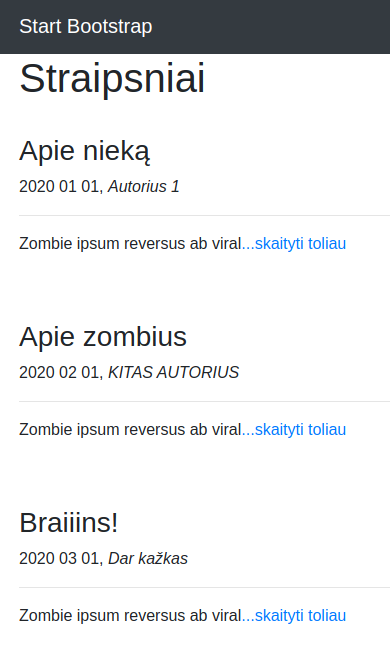 Start Bootstrap
Straipsniai
Apie nieką
2020 01 01, Autorius 1
Zombie ipsum reversus ab viral...skaityti toliau
Apie zombius
2020 02 01, KITAS AUTORIUS
Zombie ipsum reversus ab viral...skaityti toliau
Braiiins!
2020 03 01, Dar kažkas
Zombie ipsum reversus ab viral...skaityti toliau